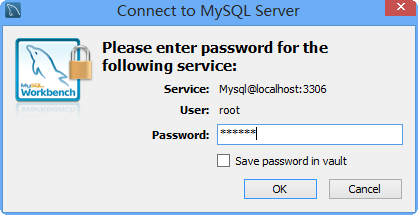 Connect to MySQL Server
Please enter password for the
following service:
Service: Mysql@localhost:3306
User: root
Password: ******
Save password in vault
OK Cancel
MySQL
Workbench